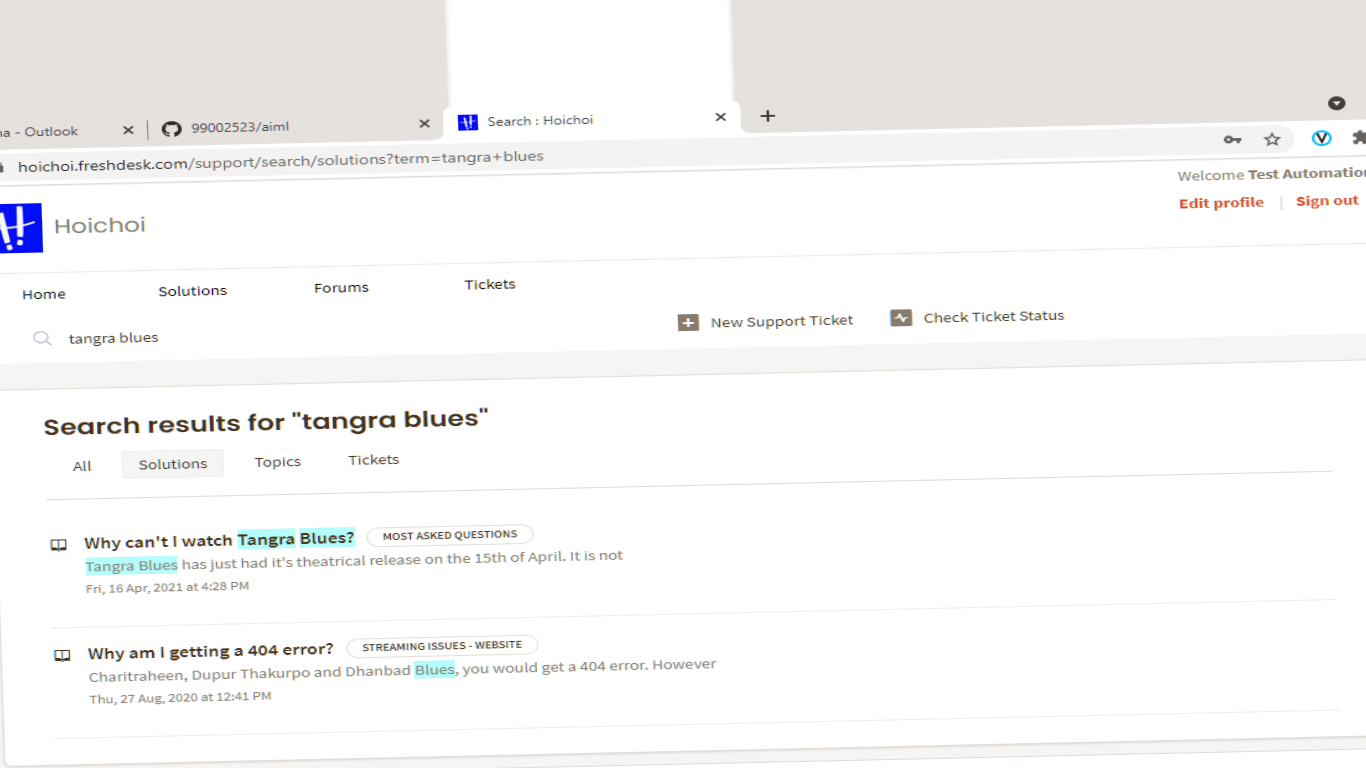 na - Outlook
99002523/aiml
Search : Hoichoi
hoichoi.freshdesk.com/support/search/solutions?term=tangra+blues
Welcome Test Automation
Edit profile | Sign out
Hoichoi
Home Solutions Forums Tickets
tangra blues
New Support Ticket Check Ticket Status
Search results for "tangra blues"
All Solutions Topics Tickets
Why can't I watch Tangra Blues? MOST ASKED QUESTIONS
Tangra Blues has just had it's theatrical release on the 15th of April. It is not
Fri, 16 Apr, 2021 at 4:28 PM
Why am I getting a 404 error? STREAMING ISSUES - WEBSITE
Charitraheen, Dupur Thakurpo and Dhanbad Blues, you would get a 404 error. However
Thu, 27 Aug, 2020 at 12:41 PM